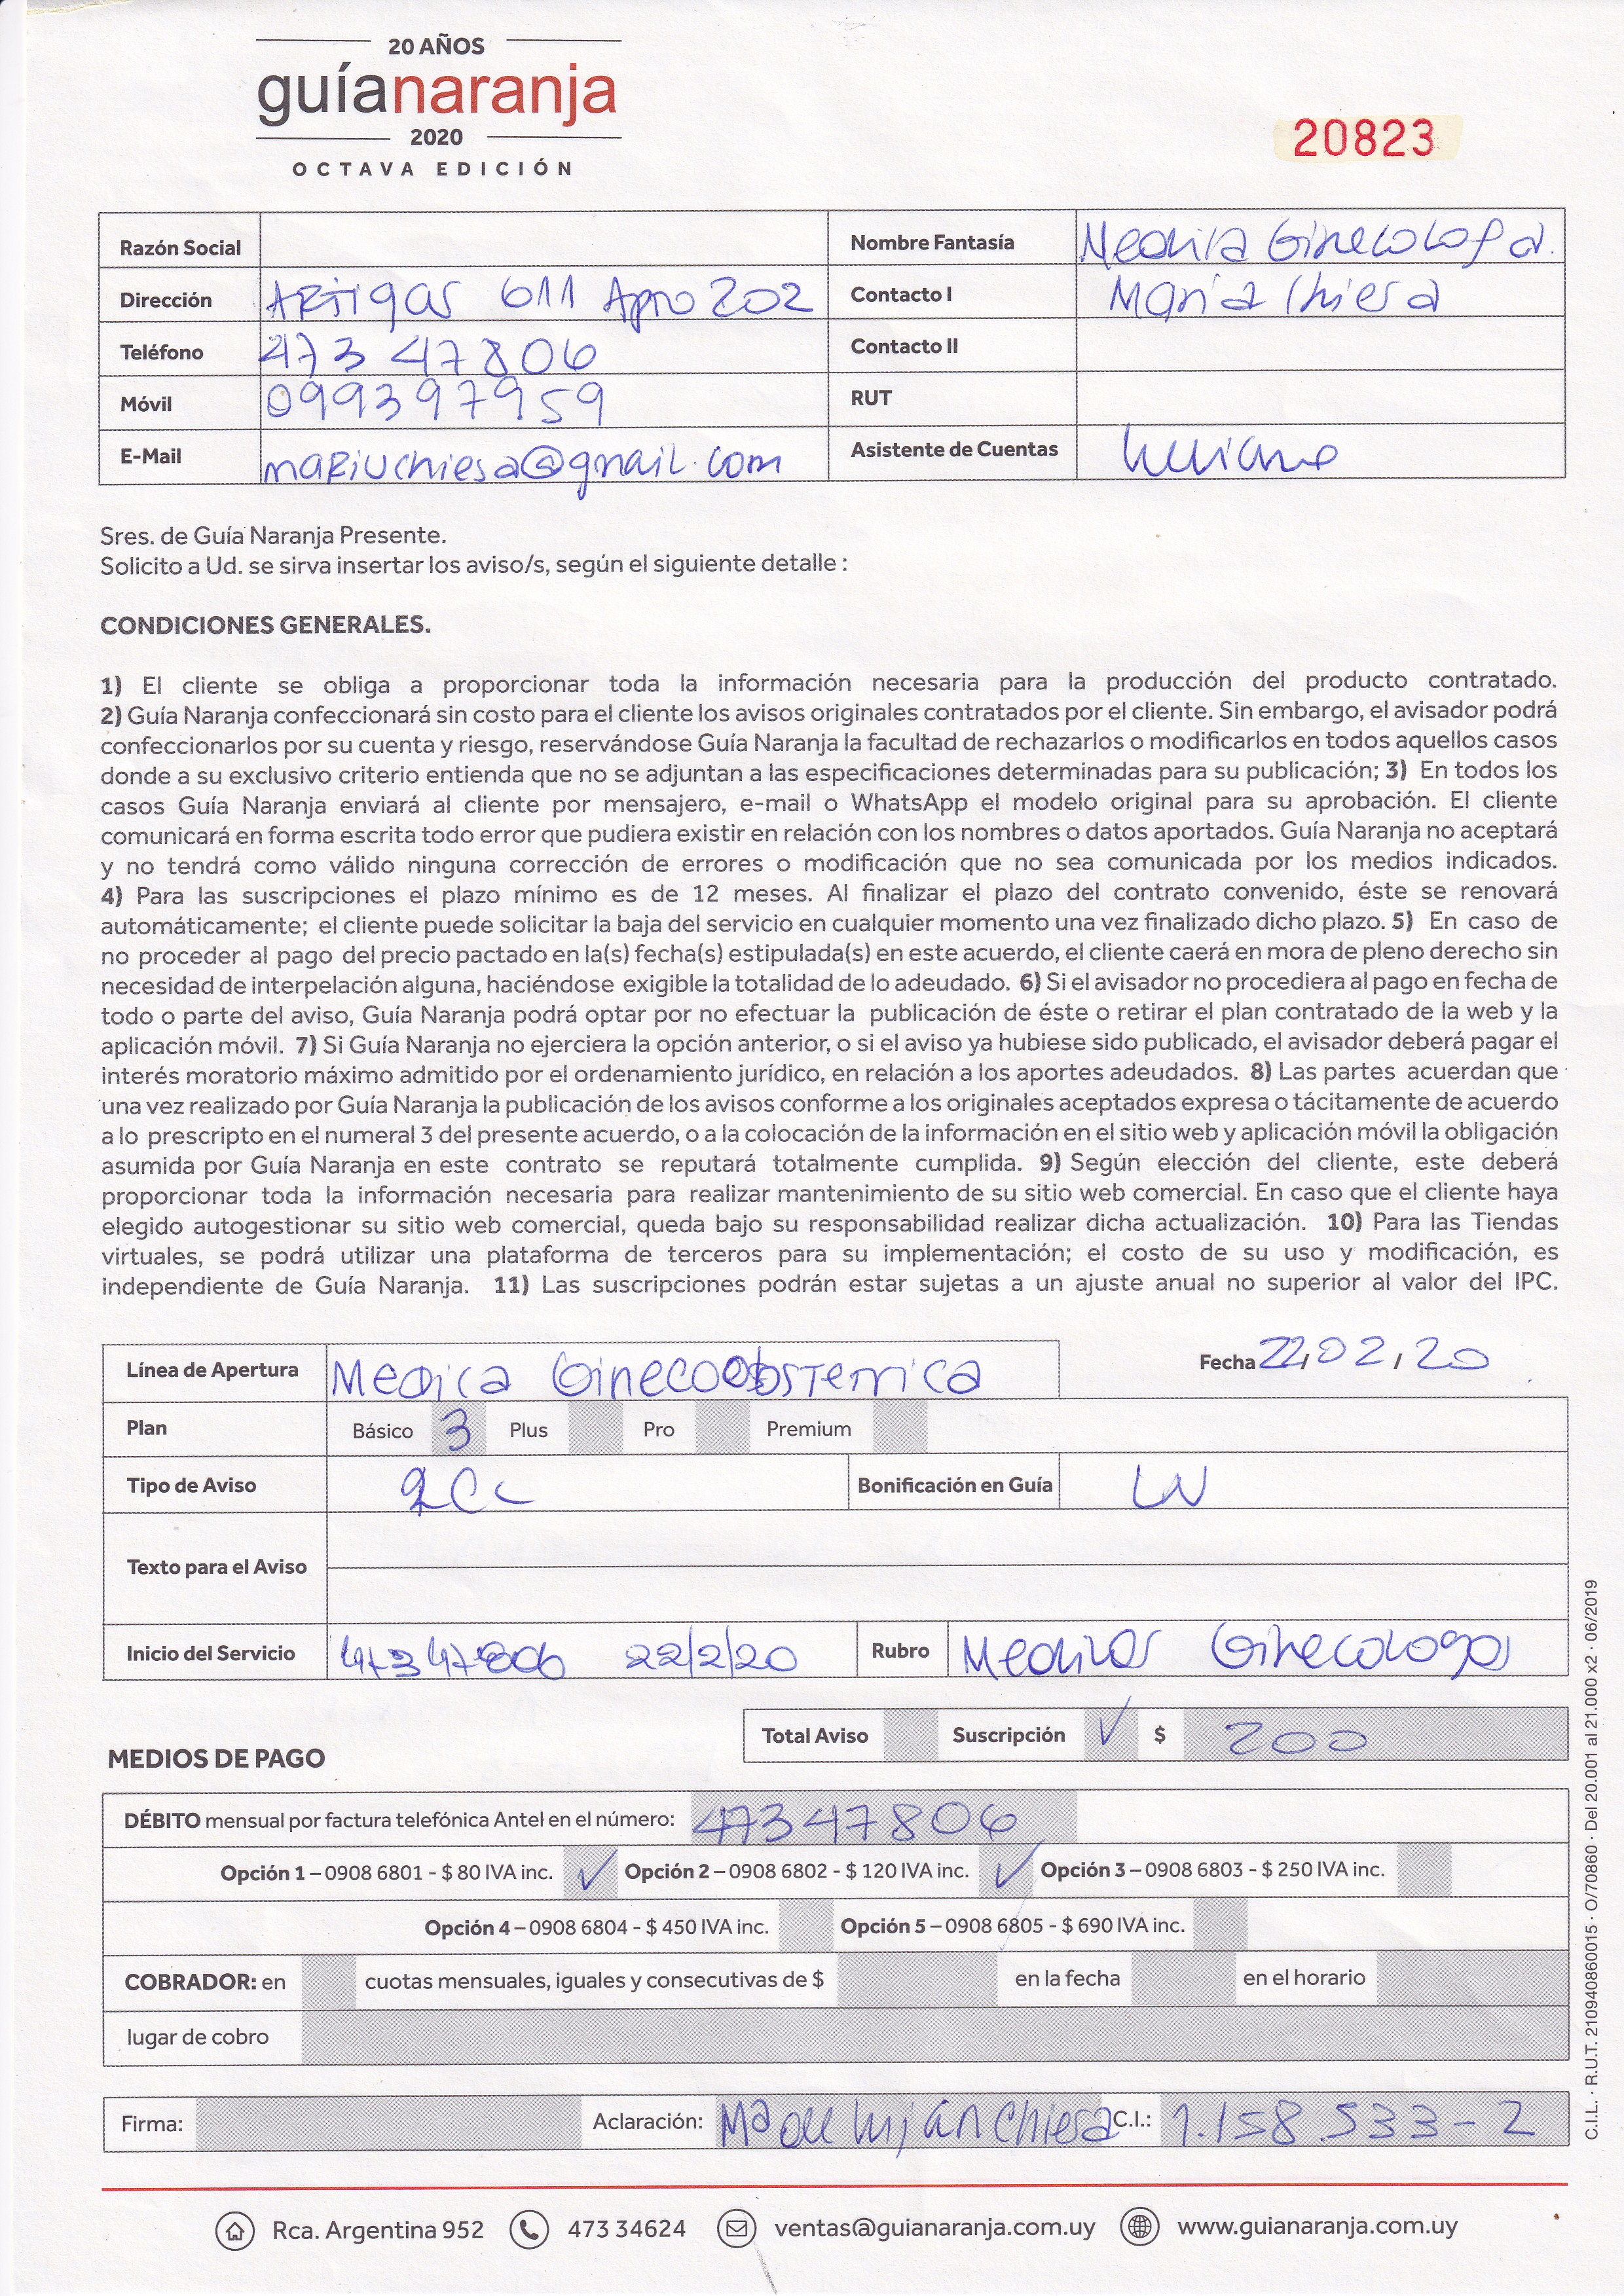 20 AÑOS
guíanaranja
2020
OCTAVA EDICIÓN
20823
Razón Social
Nombre Fantasía Medica Ginecologa.
Dirección ARTigas 611 Apto 202
Contacto I Maria Chiesa
Teléfono 473 47806
Contacto II
Móvil 099397959
RUT
E-Mail maRiuchiesa@gmail.com
Asistente de Cuentas
Sres. de Guía Naranja Presente.
Solicito a Ud. se sirva insertar los aviso/s, según el siguiente detalle :
CONDICIONES GENERALES.
1) El cliente se obliga a proporcionar toda la información necesaria para la producción del producto contratado.
2) Guía Naranja confeccionará sin costo para el cliente los avisos originales contratados por el cliente. Sin embargo, el avisador podrá
confeccionarlos por su cuenta y riesgo, reservándose Guía Naranja la facultad de rechazarlos o modificarlos en todos aquellos casos
donde a su exclusivo criterio entienda que no se adjuntan a las especificaciones determinadas para su publicación; 3) En todos los
casos Guía Naranja enviará al cliente por mensajero, e-mail o WhatsApp el modelo original para su aprobación. El cliente
comunicará en forma escrita todo error que pudiera existir en relación con los nombres o datos aportados. Guía Naranja no aceptará
y no tendrá como válido ninguna corrección de errores o modificación que no sea comunicada por los medios indicados.
4) Para las suscripciones el plazo mínimo es de 12 meses. Al finalizar el plazo del contrato convenido, éste se renovará
automáticamente; el cliente puede solicitar la baja del servicio en cualquier momento una vez finalizado dicho plazo. 5) En caso de
no proceder al pago del precio pactado en la(s) fecha(s) estipulada(s) en este acuerdo, el cliente caerá en mora de pleno derecho sin
necesidad de interpelación alguna, haciéndose exigible la totalidad de lo adeudado. 6) Si el avisador no procediera al pago en fecha de
todo o parte del aviso, Guía Naranja podrá optar por no efectuar la publicación de éste o retirar el plan contratado de la web y la
aplicación móvil. 7) Si Guía Naranja no ejerciera la opción anterior, o si el aviso ya hubiese sido publicado, el avisador deberá pagar el
interés moratorio máximo admitido por el ordenamiento jurídico, en relación a los aportes adeudados. 8) Las partes acuerdan que
una vez realizado por Guía Naranja la publicación de los avisos conforme a los originales aceptados expresa o tácitamente de acuerdo
a lo prescripto en el numeral 3 del presente acuerdo, o a la colocación de la información en el sitio web y aplicación móvil la obligación
asumida por Guía Naranja en este contrato se reputará totalmente cumplida. 9) Según elección del cliente, este deberá
proporcionar toda la información necesaria para realizar mantenimiento de su sitio web comercial. En caso que el cliente haya
elegido autogestionar su sitio web comercial, queda bajo su responsabilidad realizar dicha actualización. 10) Para las Tiendas
virtuales, se podrá utilizar una plataforma de terceros para su implementación; el costo de su uso y modificación, es
independiente de Guía Naranja. 11) Las suscripciones podrán estar sujetas a un ajuste anual no superior al valor del IPC.
Línea de Apertura Medica Ginecoobstetrica
Fecha 22/02/20
Plan Básico 3 Plus Pro Premium
Tipo de Aviso 2CC Bonificación en Guía LN
Texto para el Aviso
Inicio del Servicio 47347806 22/2/20 Rubro Medicos Ginecologos
Total Aviso Suscripción ✓ $ 200
MEDIOS DE PAGO
DÉBITO mensual por factura telefónica Antel en el número: 47347806
Opción 1 – 0908 6801 - $ 80 IVA inc. ✓ Opción 2 – 0908 6802 - $ 120 IVA inc. ✓ Opción 3 – 0908 6803 - $ 250 IVA inc.
Opción 4 – 0908 6804 - $ 450 IVA inc. Opción 5 – 0908 6805 - $ 690 IVA inc.
COBRADOR: en cuotas mensuales, iguales y consecutivas de $ en la fecha en el horario
lugar de cobro
Firma: Aclaración: Chiesa C.I.: 1.158.533-2
C.I.L. · R.U.T. 210940860015 · O/70860 · Del 20.001 al 21.000 x2 · 06/2019
Rca. Argentina 952 473 34624 ventas@guianaranja.com.uy www.guianaranja.com.uy